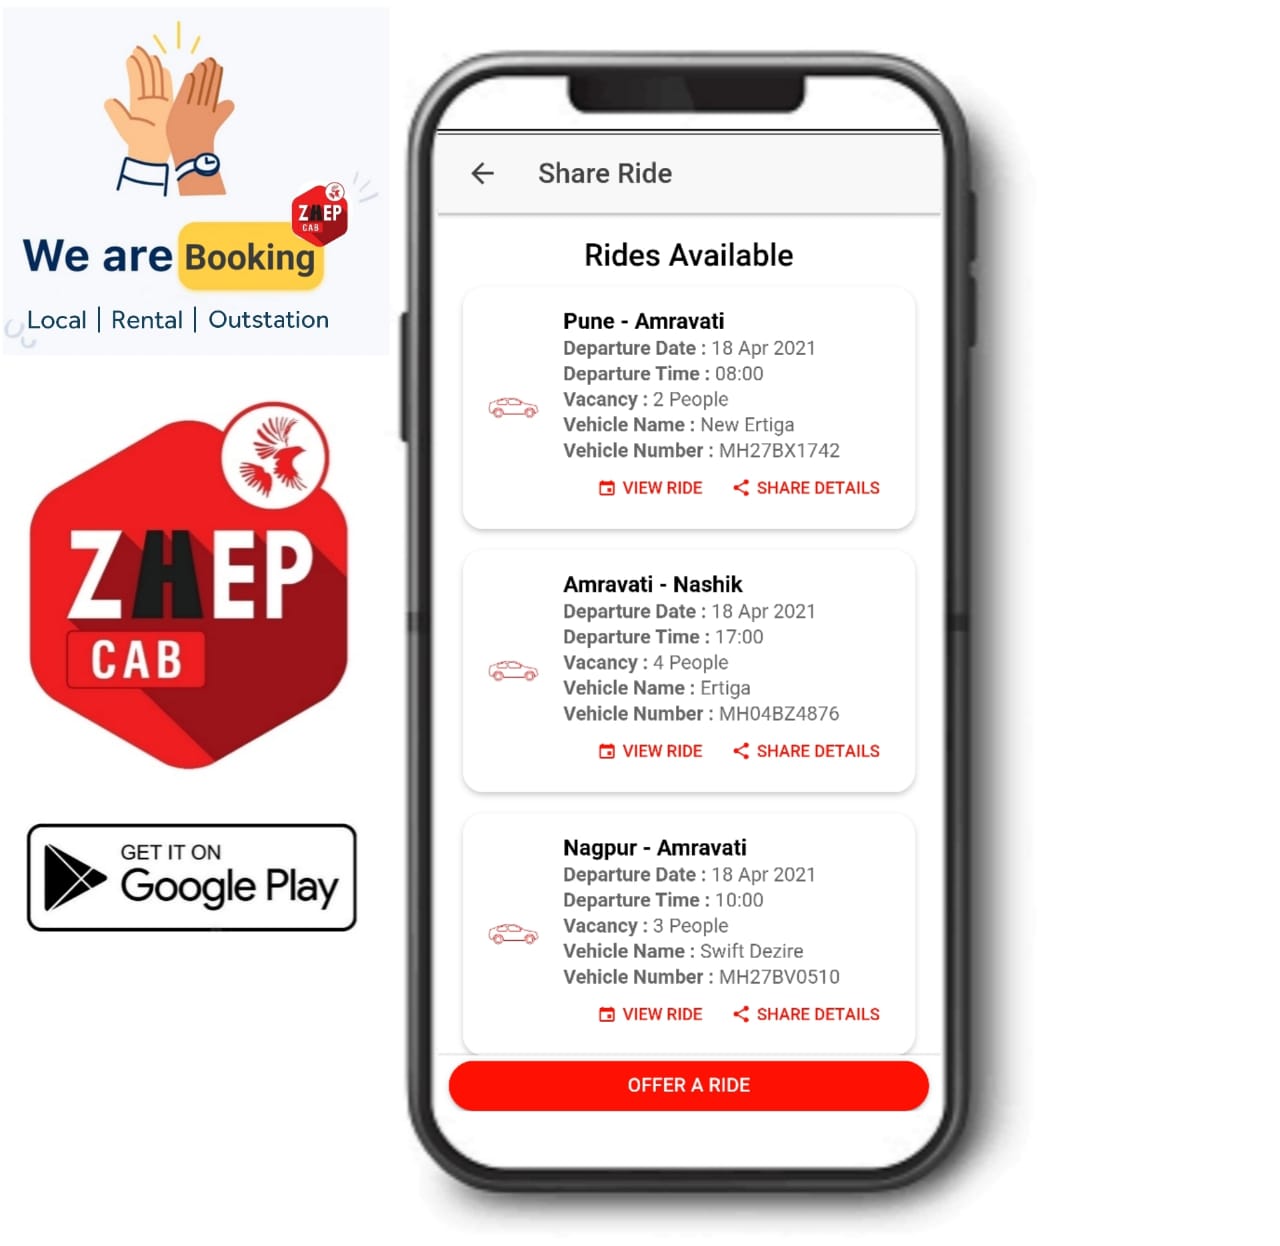 ZHEP
CAB
We are Booking
Local | Rental | Outstation
ZHEP
CAB
GET IT ON
Google Play
Share Ride
Rides Available
Pune - Amravati
Departure Date : 18 Apr 2021
Departure Time : 08:00
Vacancy : 2 People
Vehicle Name : New Ertiga
Vehicle Number : MH27BX1742
VIEW RIDE SHARE DETAILS
Amravati - Nashik
Departure Date : 18 Apr 2021
Departure Time : 17:00
Vacancy : 4 People
Vehicle Name : Ertiga
Vehicle Number : MH04BZ4876
VIEW RIDE SHARE DETAILS
Nagpur - Amravati
Departure Date : 18 Apr 2021
Departure Time : 10:00
Vacancy : 3 People
Vehicle Name : Swift Dezire
Vehicle Number : MH27BV0510
VIEW RIDE SHARE DETAILS
OFFER A RIDE